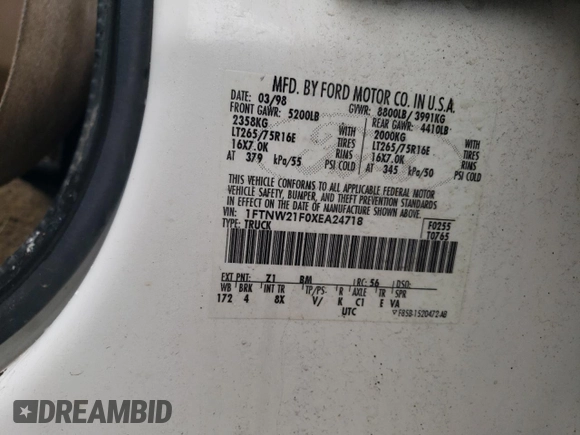 MFD. BY FORD MOTOR CO. IN U.S.A.
DATE: 03/98 GVWR: 8800LB/ 3991KG
FRONT GAWR: 5200LB REAR GAWR: 4410LB
2358KG WITH 2000KG WITH
LT265/75R16E TIRES LT265/75R16E TIRES
16X7.0K RIMS 16X7.0K RIMS
AT 379 kPa/55 PSI COLD AT 345 kPa/50 PSI COLD
THIS VEHICLE CONFORMS TO ALL APPLICABLE FEDERAL MOTOR
VEHICLE SAFETY, BUMPER, AND THEFT PREVENTION STANDARDS
IN EFFECT ON THE DATE OF MANUFACTURE SHOWN ABOVE.
VIN: 1FTNW21F0XEA24718 F0255
TYPE: TRUCK T0765
EXT PNT: Z1 RM RC: 56 DSO:
WB BRK INT TR TP/PS R AXLE TR SPR
172 4 8X V/ K C1 E VA
UTC
F85B-1520472-AB
DREAMBID